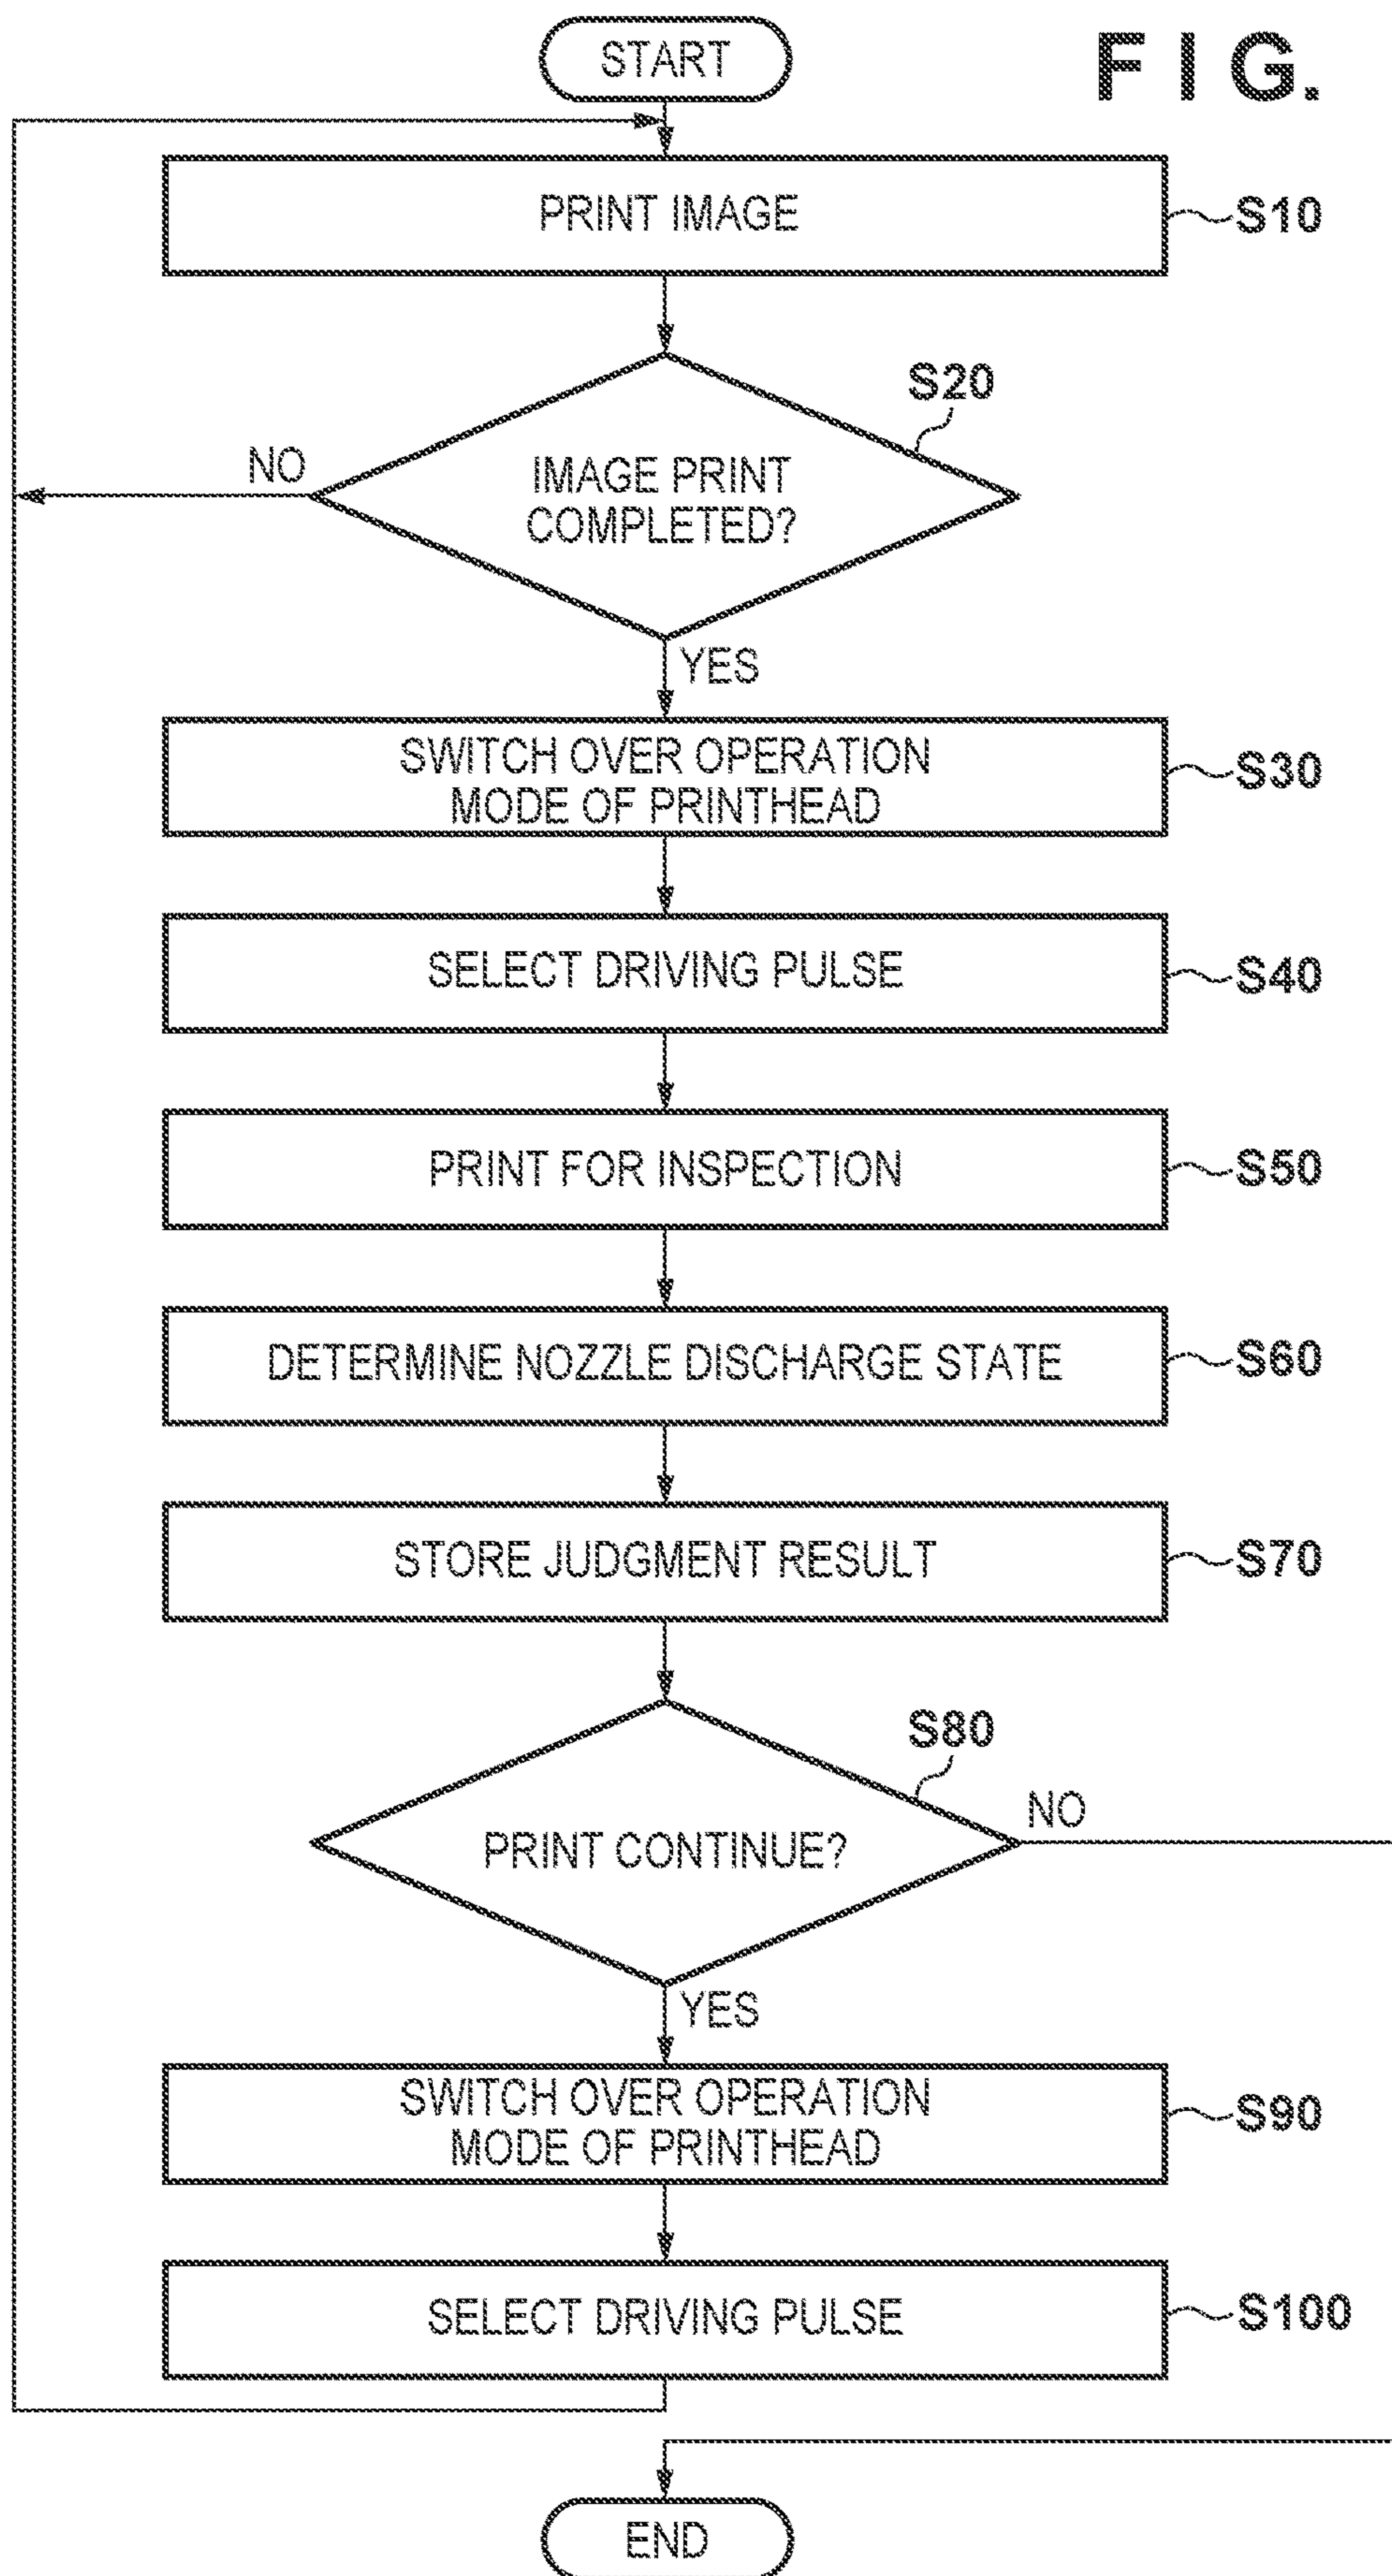 START
F I G.
PRINT IMAGE
S10
S20
NO
IMAGE PRINT
COMPLETED?
YES
SWITCH OVER OPERATION
MODE OF PRINTHEAD
S30
SELECT DRIVING PULSE
S40
PRINT FOR INSPECTION
S50
DETERMINE NOZZLE DISCHARGE STATE
S60
STORE JUDGMENT RESULT
S70
S80
NO
PRINT CONTINUE?
YES
SWITCH OVER OPERATION
MODE OF PRINTHEAD
S90
SELECT DRIVING PULSE
S100
END